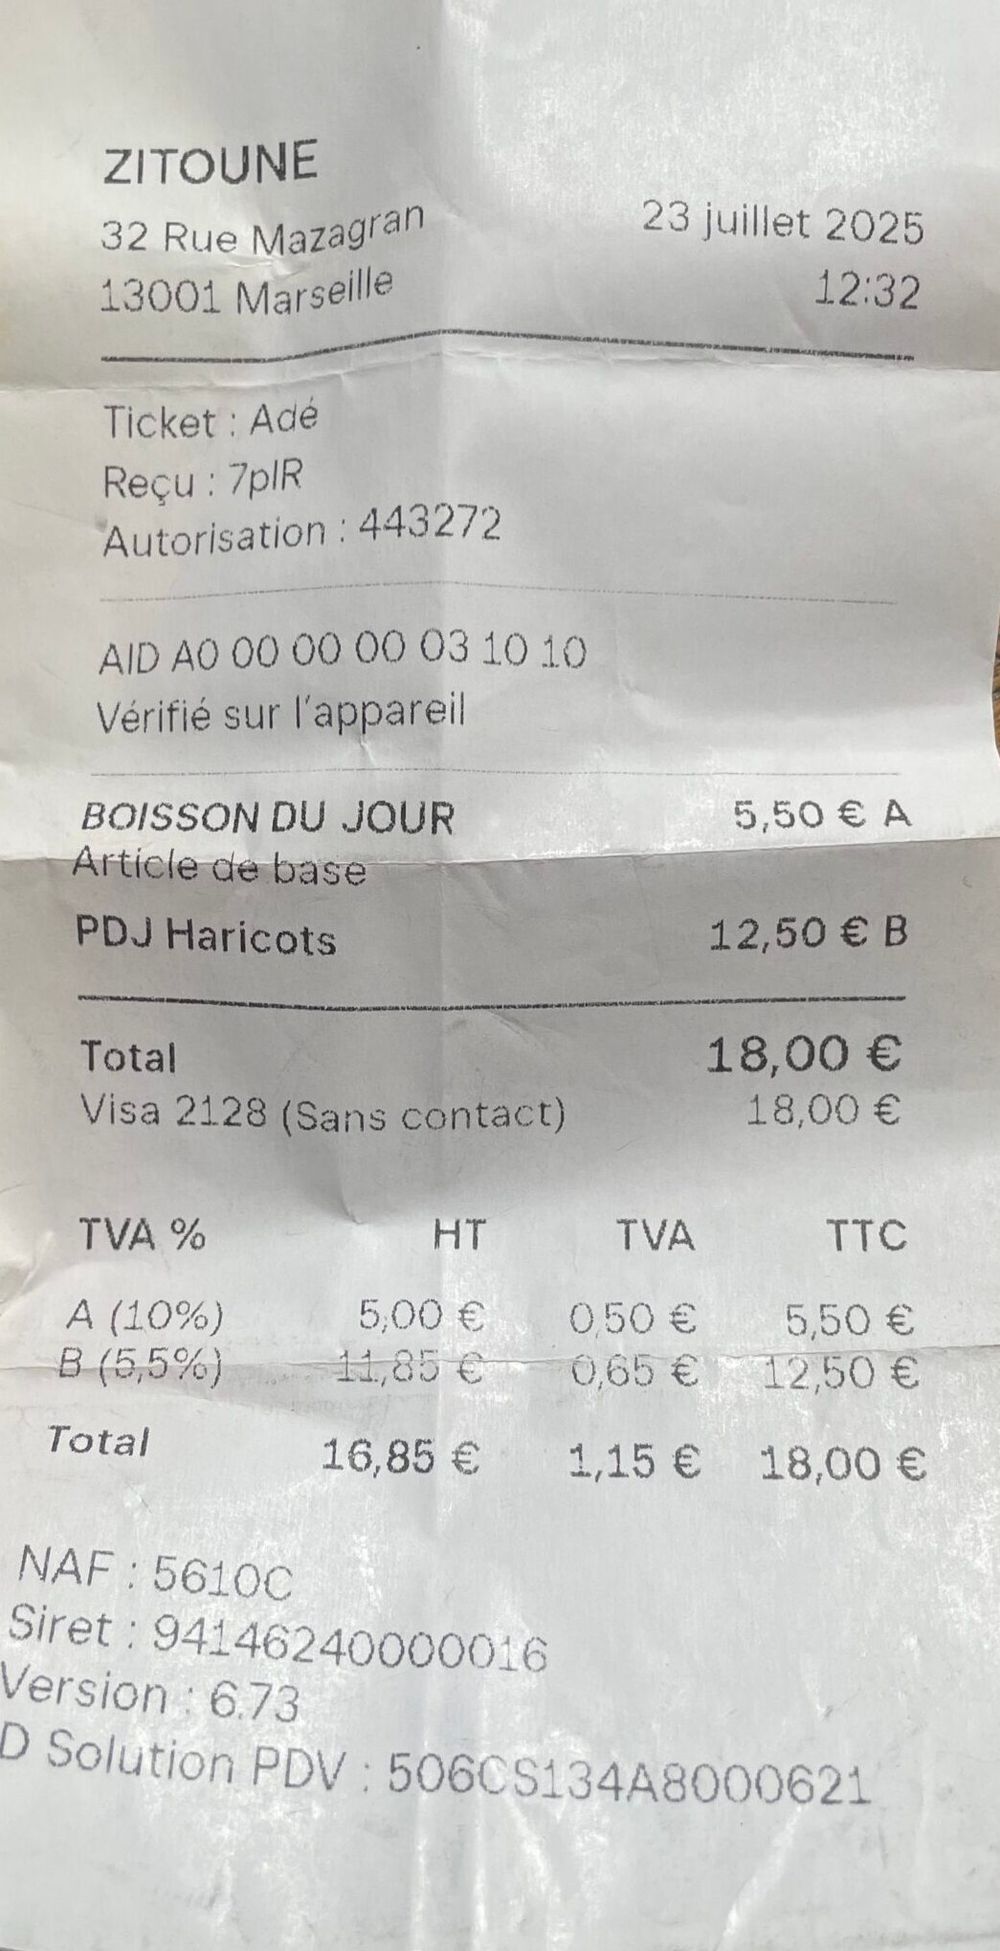 ZITOUNE
32 Rue Mazagran
13001 Marseille
23 juillet 2025
12:32
Ticket : Adé
Reçu : 7plR
Autorisation : 443272
AID A0 00 00 00 03 10 10
Vérifié sur l'appareil
BOISSON DU JOUR 5,50 € A
Article de base
PDJ Haricots 12,50 € B
Total 18,00 €
Visa 2128 (Sans contact) 18,00 €
TVA % HT TVA TTC
A (10%) 5,00 € 0,50 € 5,50 €
B (5,5%) 11,85 € 0,65 € 12,50 €
Total 16,85 € 1,15 € 18,00 €
NAF : 5610C
Siret : 94146240000016
Version : 6.73
D Solution PDV : 506CS134A8000621